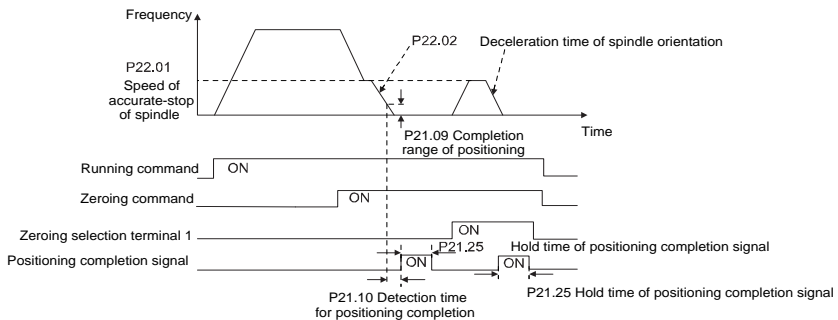 Frequency
P22.01
Speed of
accurate-stop
of spindle
P22.02
Deceleration time of spindle orientation
Time
P21.09 Completion
range of positioning
Running command
ON
Zeroing command
ON
Zeroing selection terminal 1
ON
P21.25
Hold time of positioning completion signal
Positioning completion signal
ON
ON
P21.10 Detection time
for positioning completion
P21.25 Hold time of positioning completion signal